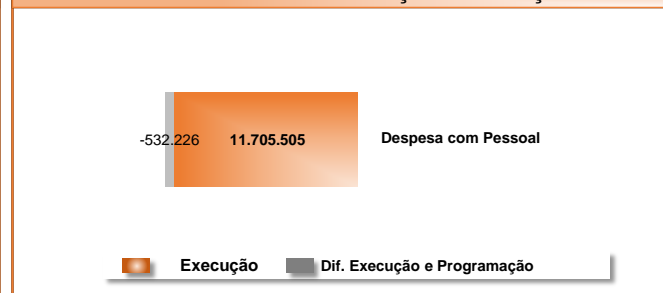 -532.226 11.705.505 Despesa com Pessoal
Execução Dif. Execução e Programação